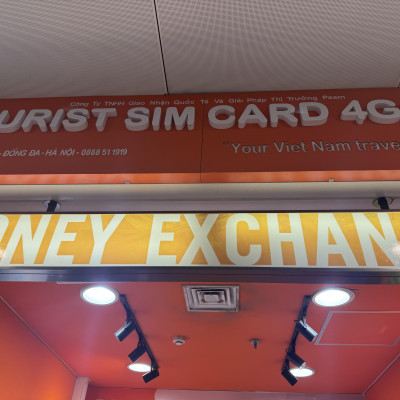 Công Ty TNHH Giao Nhận Quốc Tế Và Giải Pháp Thị Trường Peem
URIST SIM CARD 4G
- ĐỐNG ĐA - HÀ NỘI - 0888 51 1919
"Your Viet Nam trave
NEY EXCHAN